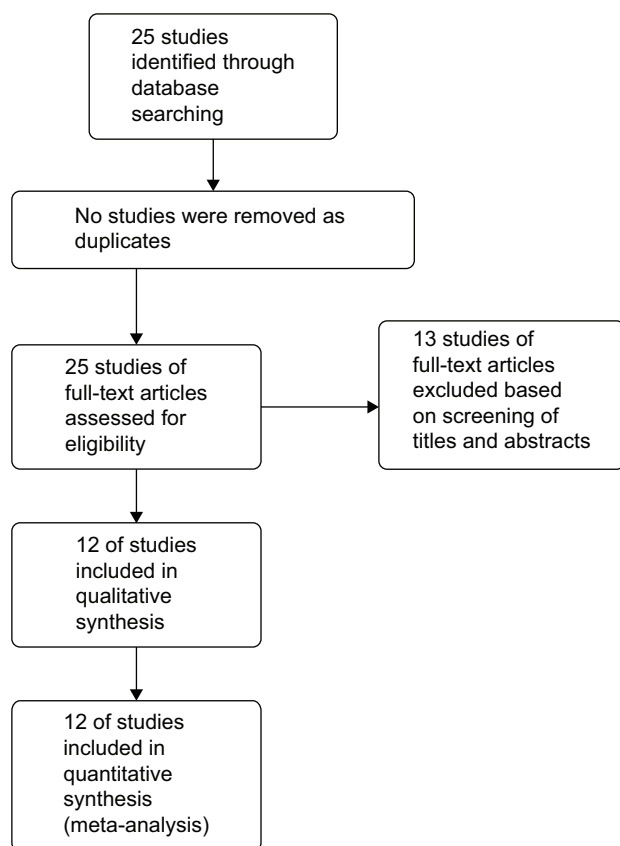 25 studies
identified through
database
searching
No studies were removed as
duplicates
25 studies of
full-text articles
assessed for
eligibility
13 studies of
full-text articles
excluded based
on screening of
titles and abstracts
12 of studies
included in
qualitative
synthesis
12 of studies
included in
quantitative
synthesis
(meta-analysis)